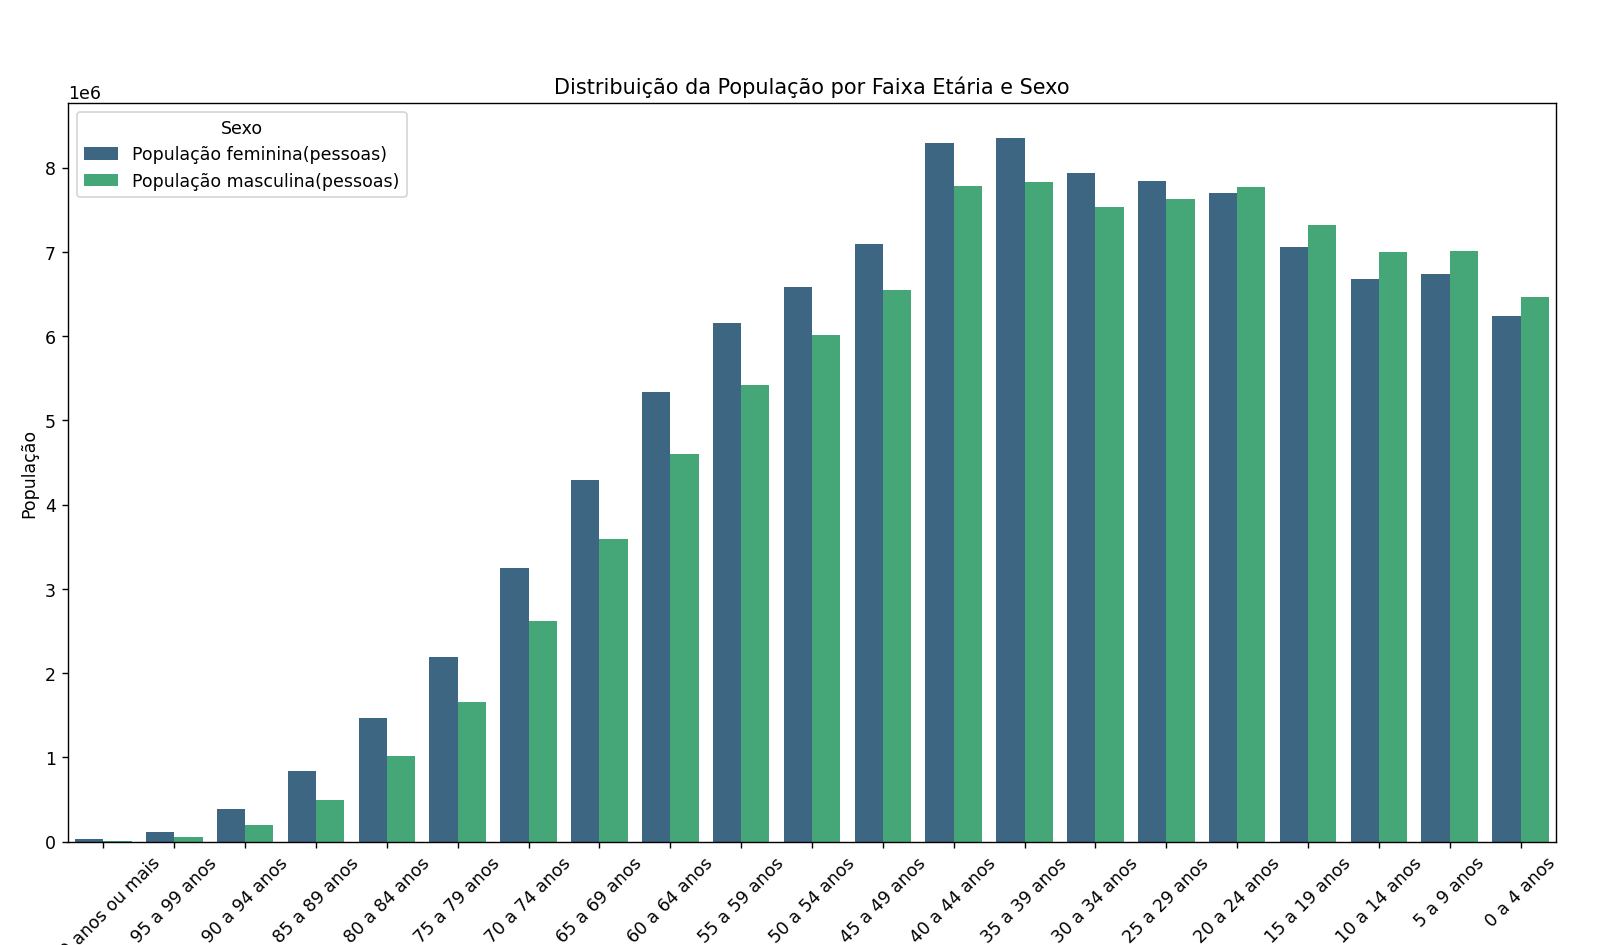 Distribuição da População por Faixa Etária e Sexo
1e6
Sexo
População feminina(pessoas)
População masculina(pessoas)
8
7
6
5
4
3
2
1
0
População
anos ou mais
95 a 99 anos
90 a 94 anos
85 a 89 anos
80 a 84 anos
75 a 79 anos
70 a 74 anos
65 a 69 anos
60 a 64 anos
55 a 59 anos
50 a 54 anos
45 a 49 anos
40 a 44 anos
35 a 39 anos
30 a 34 anos
25 a 29 anos
20 a 24 anos
15 a 19 anos
10 a 14 anos
5 a 9 anos
0 a 4 anos